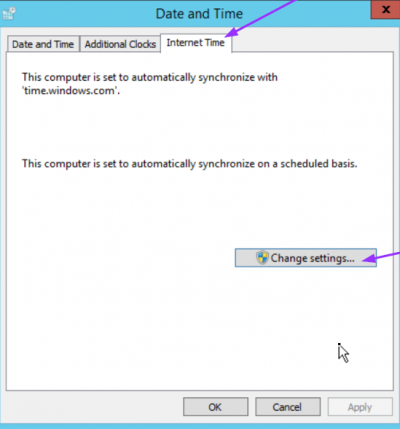 Date and Time
x
Date and Time Additional Clocks Internet Time
This computer is set to automatically synchronize with
'time.windows.com'.
This computer is set to automatically synchronize on a scheduled basis.
Change settings...
OK Cancel Apply